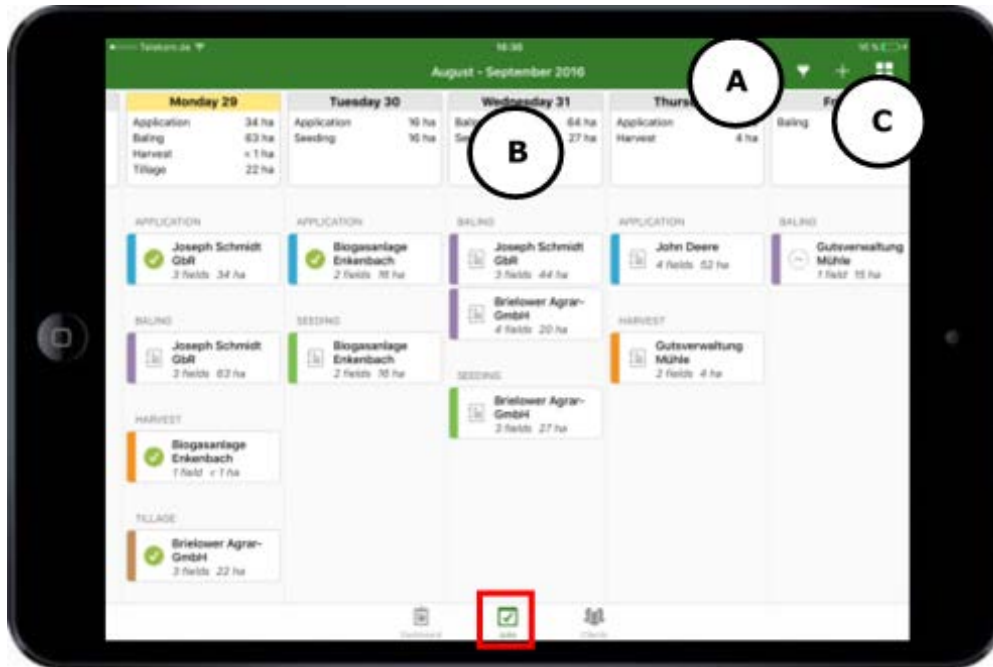 Telekom.de
16:36
August - September 2016
A
B
C
Monday 29
Application 34 ha
Baling 63 ha
Harvest < 1 ha
Tillage 22 ha
APPLICATION
Joseph Schmidt
GbR
3 fields 34 ha
BALING
Joseph Schmidt
GbR
3 fields 63 ha
HARVEST
Biogasanlage
Enkenbach
1 field < 1 ha
TILLAGE
Brielower Agrar-
GmbH
3 fields 22 ha
Tuesday 30
Application 16 ha
Seeding 16 ha
APPLICATION
Biogasanlage
Enkenbach
2 fields 16 ha
SEEDING
Biogasanlage
Enkenbach
2 fields 16 ha
Wednesday 31
64 ha
27 ha
BALING
Joseph Schmidt
GbR
3 fields 44 ha
Brielower Agrar-
GmbH
4 fields 20 ha
SEEDING
Brielower Agrar-
GmbH
3 fields 27 ha
Application
Harvest 4 ha
APPLICATION
John Deere
4 fields 52 ha
HARVEST
Gutsverwaltung
Mühle
2 fields 4 ha
Baling
BALING
Gutsverwaltung
Mühle
1 field 15 ha
Jobs